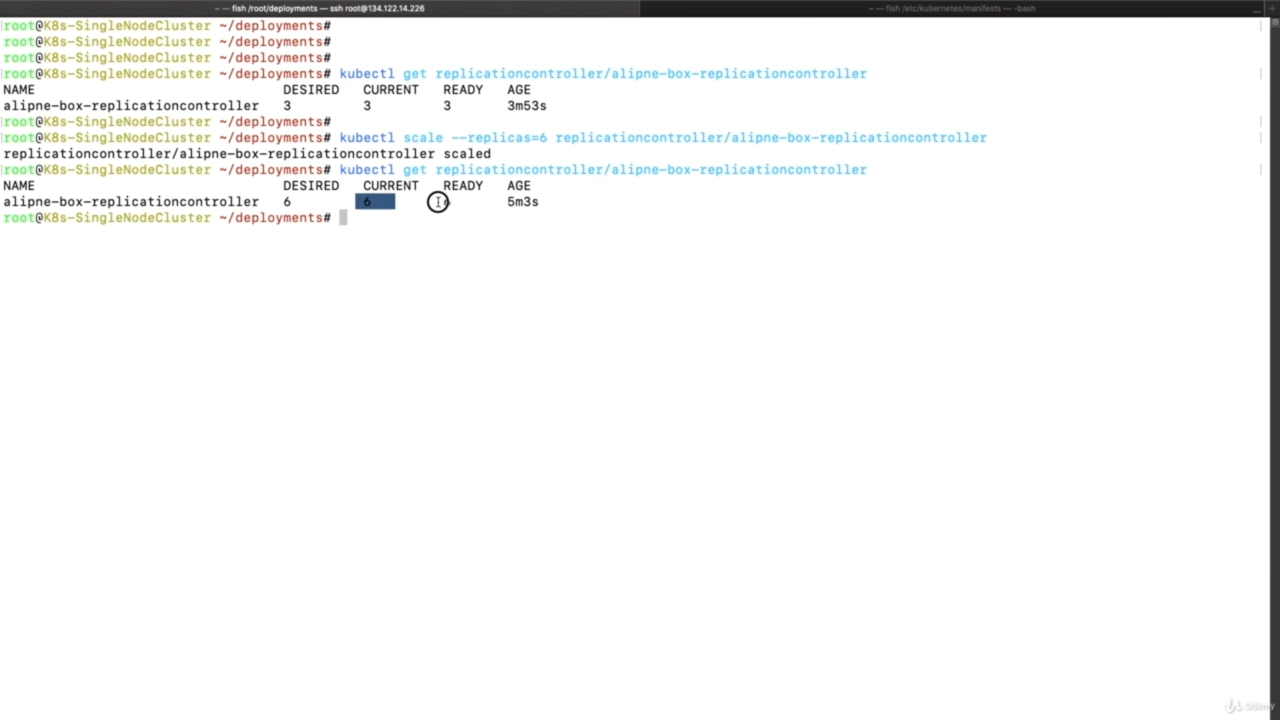 ~ — fish /root/deployments — ssh root@134.122.14.226
~ — fish /etc/kubernetes/manifests — -bash
root@K8s-SingleNodeCluster ~/deployments#
root@K8s-SingleNodeCluster ~/deployments#
root@K8s-SingleNodeCluster ~/deployments#
root@K8s-SingleNodeCluster ~/deployments# kubectl get replicationcontroller/alipne-box-replicationcontroller
NAME DESIRED CURRENT READY AGE
alipne-box-replicationcontroller 3 3 3 3m53s
root@K8s-SingleNodeCluster ~/deployments#
root@K8s-SingleNodeCluster ~/deployments# kubectl scale --replicas=6 replicationcontroller/alipne-box-replicationcontroller
replicationcontroller/alipne-box-replicationcontroller scaled
root@K8s-SingleNodeCluster ~/deployments# kubectl get replicationcontroller/alipne-box-replicationcontroller
NAME DESIRED CURRENT READY AGE
alipne-box-replicationcontroller 6 6 6 5m3s
root@K8s-SingleNodeCluster ~/deployments#
Udemy